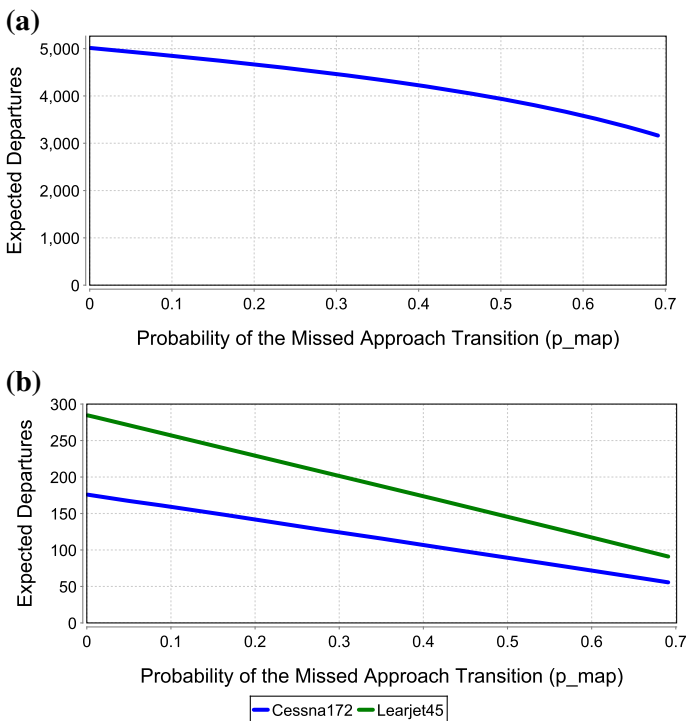 (a)
Expected Departures
5,000
4,000
3,000
2,000
1,000
0
0 0.1 0.2 0.3 0.4 0.5 0.6 0.7
Probability of the Missed Approach Transition (p_map)
(b)
Expected Departures
300
250
200
150
100
50
0
0 0.1 0.2 0.3 0.4 0.5 0.6 0.7
Probability of the Missed Approach Transition (p_map)
Cessna172 Learjet45